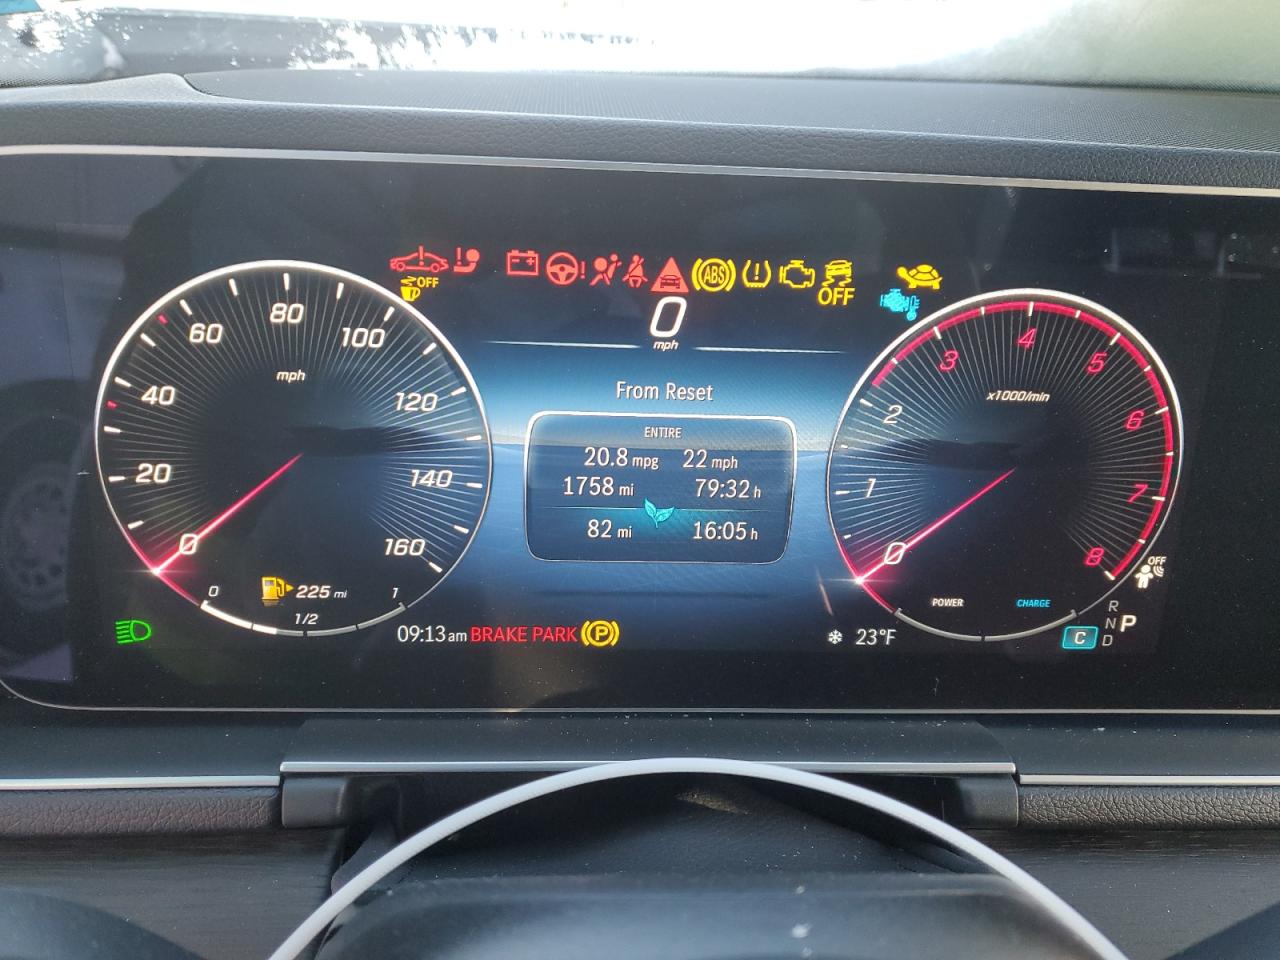 OFF
ABS
OFF
0
mph
0
20
40
60
80
100
120
140
160
mph
0
1/2
1
225 mi
From Reset
ENTIRE
20.8 mpg 22 mph
1758 mi 79:32 h
82 mi 16:05 h
0
1
2
3
4
5
6
7
8
x1000/min
POWER
CHARGE
OFF
09:13 am BRAKE PARK P
23°F
C
R
N P
D